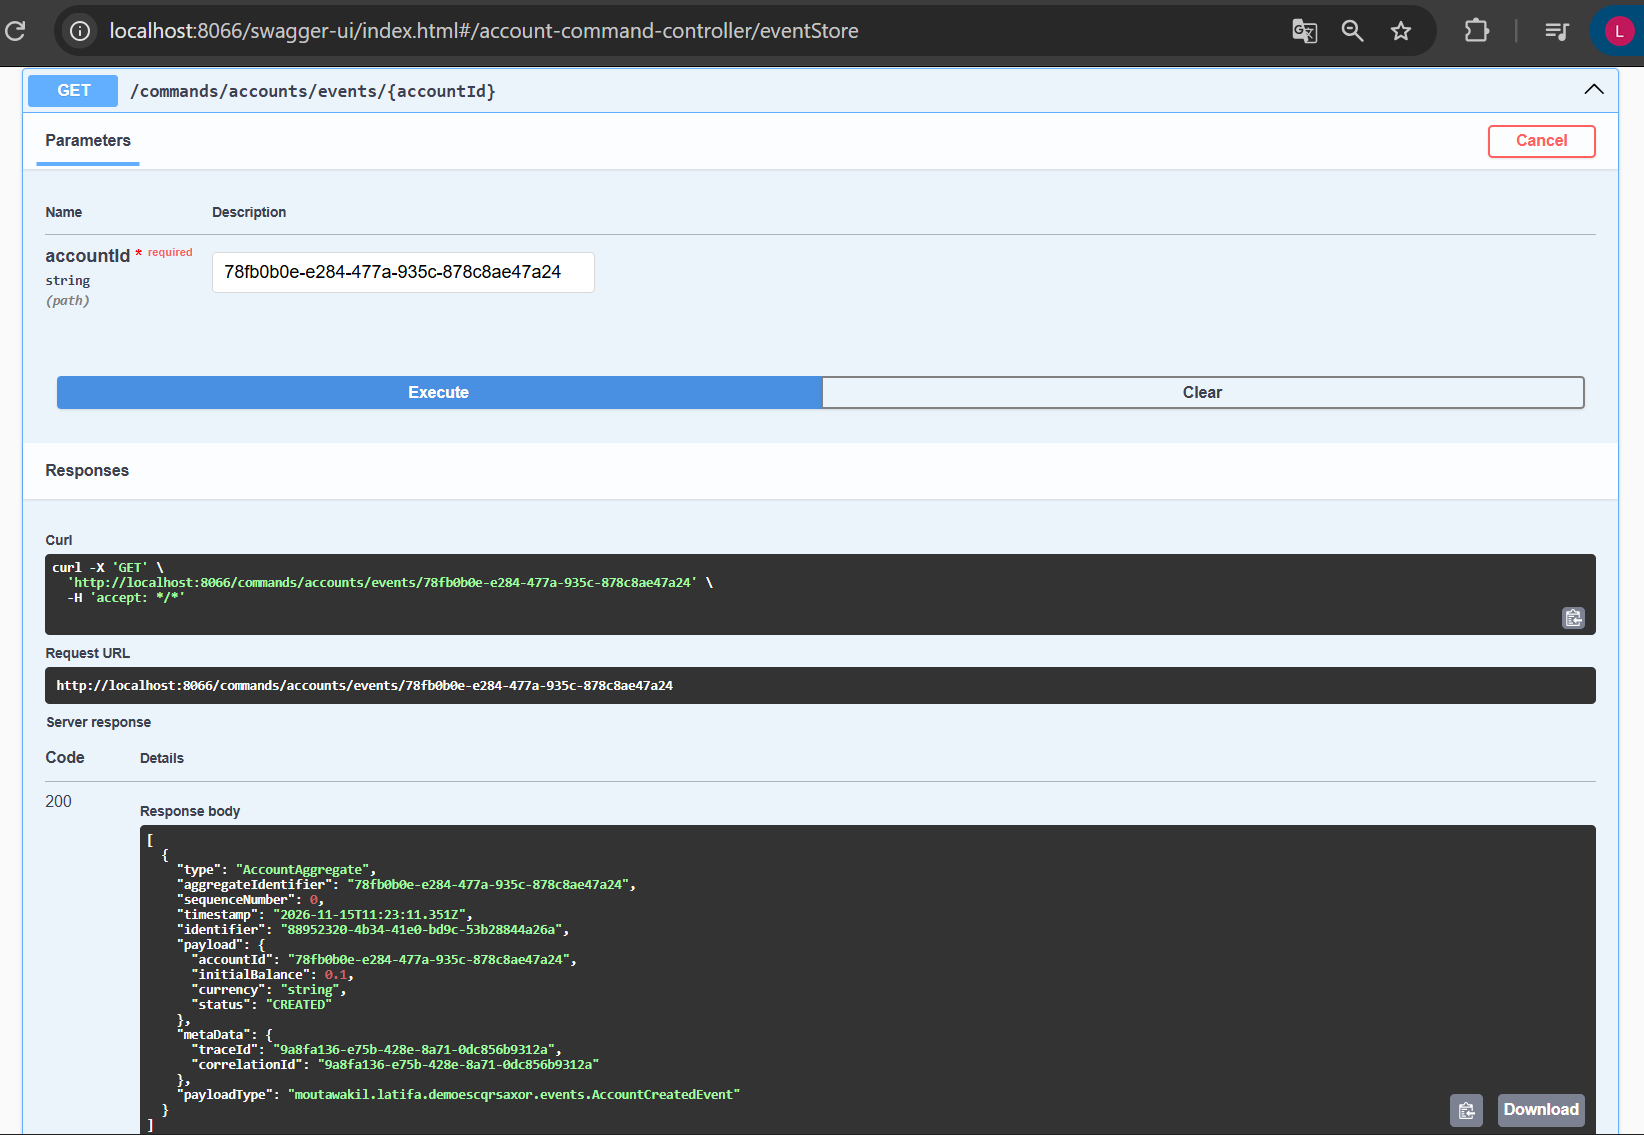 localhost:8066/swagger-ui/index.html#/account-command-controller/eventStore
L
GET /commands/accounts/events/{accountId}
Parameters
Cancel
Name Description
accountId * required
string
(path)
78fb0b0e-e284-477a-935c-878c8ae47a24
Execute Clear
Responses
Curl
curl -X 'GET' \
  'http://localhost:8066/commands/accounts/events/78fb0b0e-e284-477a-935c-878c8ae47a24' \
  -H 'accept: */*'
Request URL
http://localhost:8066/commands/accounts/events/78fb0b0e-e284-477a-935c-878c8ae47a24
Server response
Code Details
200
Response body
[
  {
    "type": "AccountAggregate",
    "aggregateIdentifier": "78fb0b0e-e284-477a-935c-878c8ae47a24",
    "sequenceNumber": 0,
    "timestamp": "2026-11-15T11:23:11.351Z",
    "identifier": "88952320-4b34-41e0-bd9c-53b28844a26a",
    "payload": {
      "accountId": "78fb0b0e-e284-477a-935c-878c8ae47a24",
      "initialBalance": 0.1,
      "currency": "string",
      "status": "CREATED"
    },
    "metaData": {
      "traceId": "9a8fa136-e75b-428e-8a71-0dc856b9312a",
      "correlationId": "9a8fa136-e75b-428e-8a71-0dc856b9312a"
    },
    "payloadType": "moutawakil.latifa.demoescqrsaxor.events.AccountCreatedEvent"
  }
]
Download